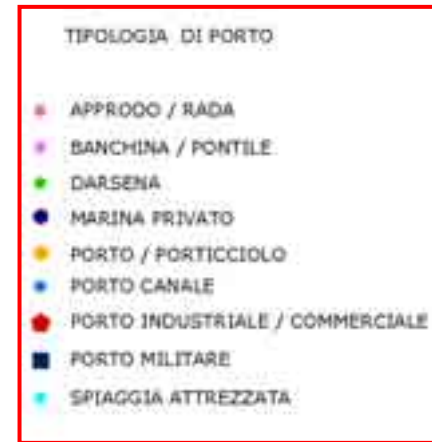 TIPOLOGIA DI PORTO
APPRODO / RADA
BANCHINA / PONTILE
DARSENA
MARINA PRIVATO
PORTO / PORTICCIOLO
PORTO CANALE
PORTO INDUSTRIALE / COMMERCIALE
PORTO MILITARE
SPIAGGIA ATTREZZATA